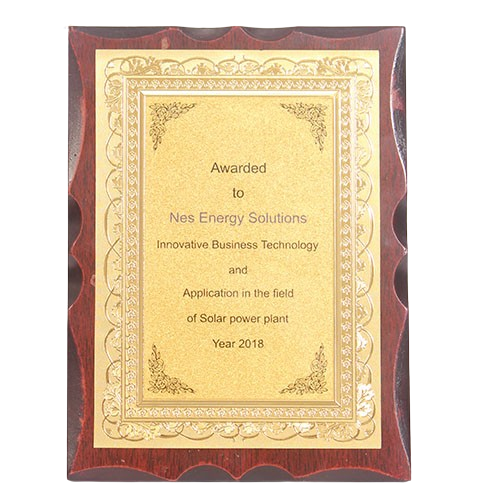 Awarded
to
Nes Energy Solutions
Innovative Business Technology
and
Application in the field
of Solar power plant
Year 2018